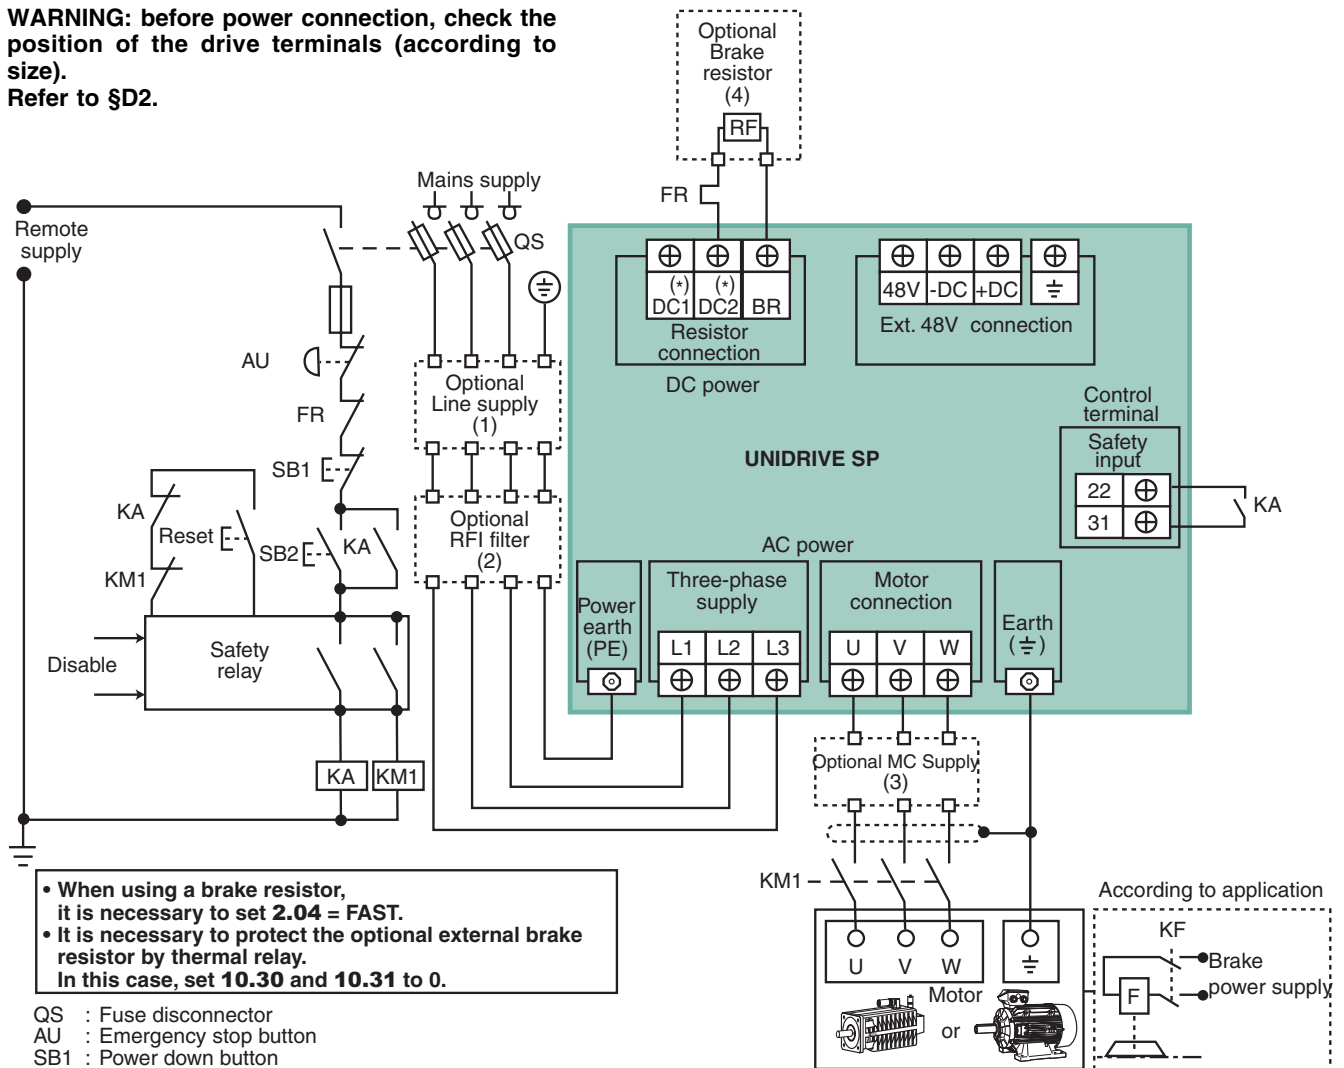 WARNING: before power connection, check the
position of the drive terminals (according to
size).
Refer to §D2.
Optional
Brake
resistor
(4)
RF
FR
Mains supply
QS
Remote
supply
AU
FR
SB1
KA
Reset
SB2
KA
KM1
Disable
Safety
relay
KA
KM1
Optional
Line supply
(1)
Optional
RFI filter
(2)
(*)
(*)
DC1
DC2
BR
Resistor
connection
DC power
48V
-DC
+DC
Ext. 48V connection
UNIDRIVE SP
Control
terminal
Safety
input
22
31
KA
AC power
Power
earth
(PE)
Three-phase
supply
L1
L2
L3
Motor
connection
U
V
W
Earth
(⏚)
Optional MC Supply
(3)
KM1
U
V
W
Motor
or
According to application
KF
F
Brake
power supply
• When using a brake resistor,
it is necessary to set 2.04 = FAST.
• It is necessary to protect the optional external brake
resistor by thermal relay.
In this case, set 10.30 and 10.31 to 0.
QS : Fuse disconnector
AU : Emergency stop button
SB1 : Power down button